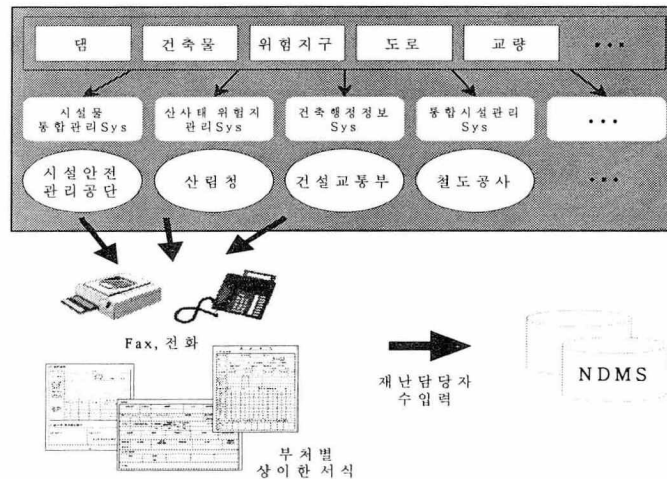 댐
건축물
위험지구
도로
교량
...
시설물
통합관리Sys
산사태 위험지
관리Sys
건축행정정보
Sys
통합시설관리
Sys
...
시설안전
관리공단
산림청
건설교통부
철도공사
...
Fax, 전화
재난담당자
수입력
NDMS
부처별
상이한 서식